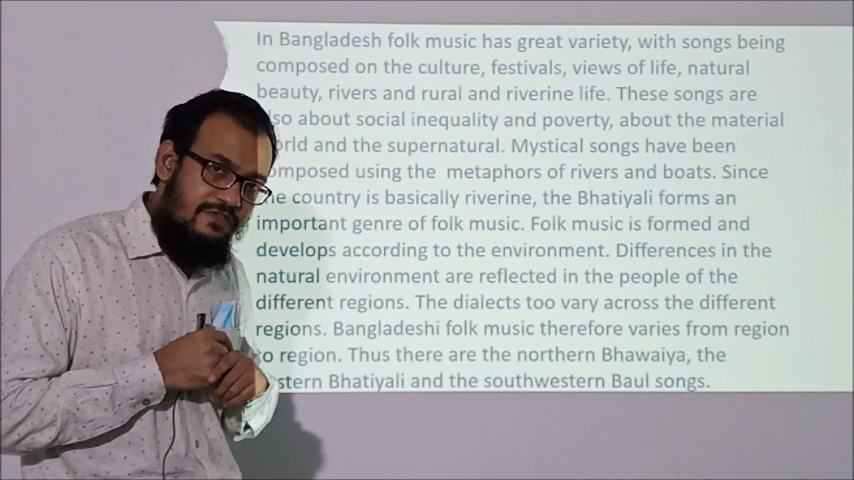 In Bangladesh folk music has great variety, with songs being
composed on the culture, festivals, views of life, natural
beauty, rivers and rural and riverine life. These songs are
also about social inequality and poverty, about the material
world and the supernatural. Mystical songs have been
composed using the metaphors of rivers and boats. Since
the country is basically riverine, the Bhatiyali forms an
important genre of folk music. Folk music is formed and
develops according to the environment. Differences in the
natural environment are reflected in the people of the
different regions. The dialects too vary across the different
regions. Bangladeshi folk music therefore varies from region
to region. Thus there are the northern Bhawaiya, the
Bhatiyali and the southwestern Baul songs.